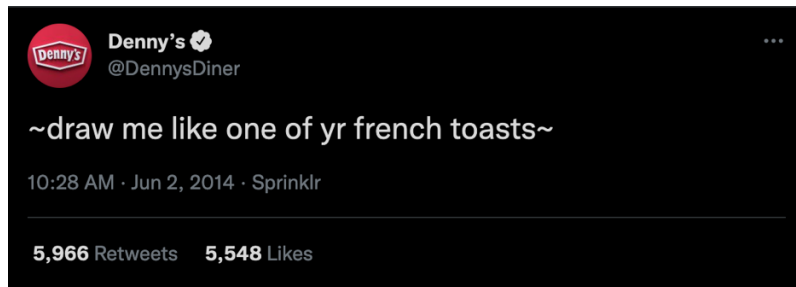 Denny's
Denny's
@DennysDiner
~draw me like one of yr french toasts~
10:28 AM · Jun 2, 2014 · Sprinklr
5,966 Retweets 5,548 Likes